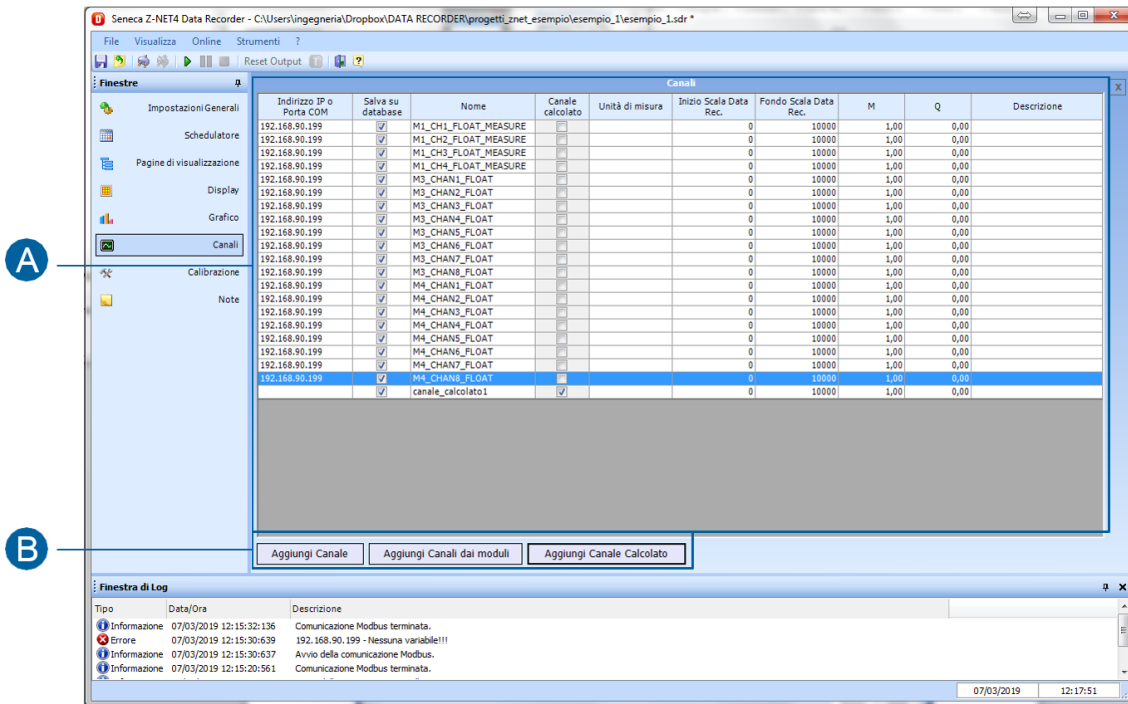 Seneca Z-NET4 Data Recorder - C:\Users\ingegneria\Dropbox\DATA RECORDER\progetti_znet_esempio\esempio_1\esempio_1.sdr *
File Visualizza Online Strumenti ?
Reset Output
Finestre
Impostazioni Generali
Schedulatore
Pagine di visualizzazione
Display
Grafico
Canali
Calibrazione
Note
A
B
Canali
Indirizzo IP o Porta COM Salva su database Nome Canale calcolato Unità di misura Inizio Scala Data Rec. Fondo Scala Data Rec. M Q Descrizione
192.168.90.199 M1_CH1_FLOAT_MEASURE 0 10000 1,00 0,00
192.168.90.199 M1_CH2_FLOAT_MEASURE 0 10000 1,00 0,00
192.168.90.199 M1_CH3_FLOAT_MEASURE 0 10000 1,00 0,00
192.168.90.199 M1_CH4_FLOAT_MEASURE 0 10000 1,00 0,00
192.168.90.199 M3_CHAN1_FLOAT 0 10000 1,00 0,00
192.168.90.199 M3_CHAN2_FLOAT 0 10000 1,00 0,00
192.168.90.199 M3_CHAN3_FLOAT 0 10000 1,00 0,00
192.168.90.199 M3_CHAN4_FLOAT 0 10000 1,00 0,00
192.168.90.199 M3_CHAN5_FLOAT 0 10000 1,00 0,00
192.168.90.199 M3_CHAN6_FLOAT 0 10000 1,00 0,00
192.168.90.199 M3_CHAN7_FLOAT 0 10000 1,00 0,00
192.168.90.199 M3_CHAN8_FLOAT 0 10000 1,00 0,00
192.168.90.199 M4_CHAN1_FLOAT 0 10000 1,00 0,00
192.168.90.199 M4_CHAN2_FLOAT 0 10000 1,00 0,00
192.168.90.199 M4_CHAN3_FLOAT 0 10000 1,00 0,00
192.168.90.199 M4_CHAN4_FLOAT 0 10000 1,00 0,00
192.168.90.199 M4_CHAN5_FLOAT 0 10000 1,00 0,00
192.168.90.199 M4_CHAN6_FLOAT 0 10000 1,00 0,00
192.168.90.199 M4_CHAN7_FLOAT 0 10000 1,00 0,00
192.168.90.199 M4_CHAN8_FLOAT 0 10000 1,00 0,00
canale_calcolato1 0 10000 1,00 0,00
Aggiungi Canale Aggiungi Canali dai moduli Aggiungi Canale Calcolato
Finestra di Log
Tipo Data/Ora Descrizione
Informazione 07/03/2019 12:15:32:136 Comunicazione Modbus terminata.
Errore 07/03/2019 12:15:30:639 192.168.90.199 - Nessuna variabile!!!
Informazione 07/03/2019 12:15:30:637 Avvio della comunicazione Modbus.
Informazione 07/03/2019 12:15:20:561 Comunicazione Modbus terminata.
07/03/2019 12:17:51